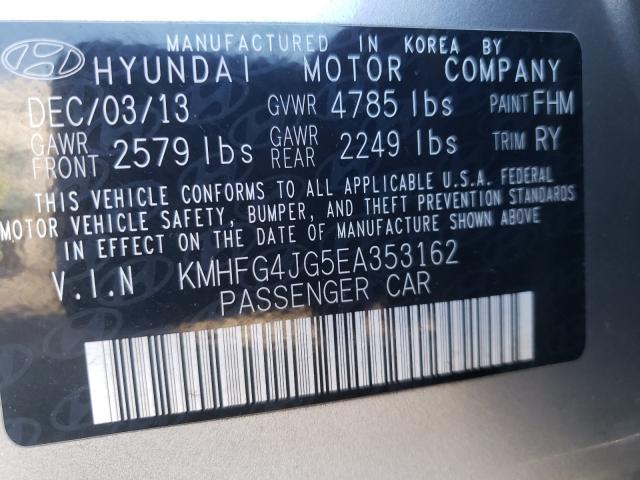 MANUFACTURED IN KOREA BY
HYUNDAI MOTOR COMPANY
DEC/03/13 GVWR 4785 lbs PAINT FHM
GAWR FRONT 2579 lbs GAWR REAR 2249 lbs TRIM RY
THIS VEHICLE CONFORMS TO ALL APPLICABLE U.S.A. FEDERAL
MOTOR VEHICLE SAFETY, BUMPER, AND THEFT PREVENTION STANDARDS
IN EFFECT ON THE DATE OF MANUFACTURE SHOWN ABOVE
V.I.N KMHFG4JG5EA353162
PASSENGER CAR